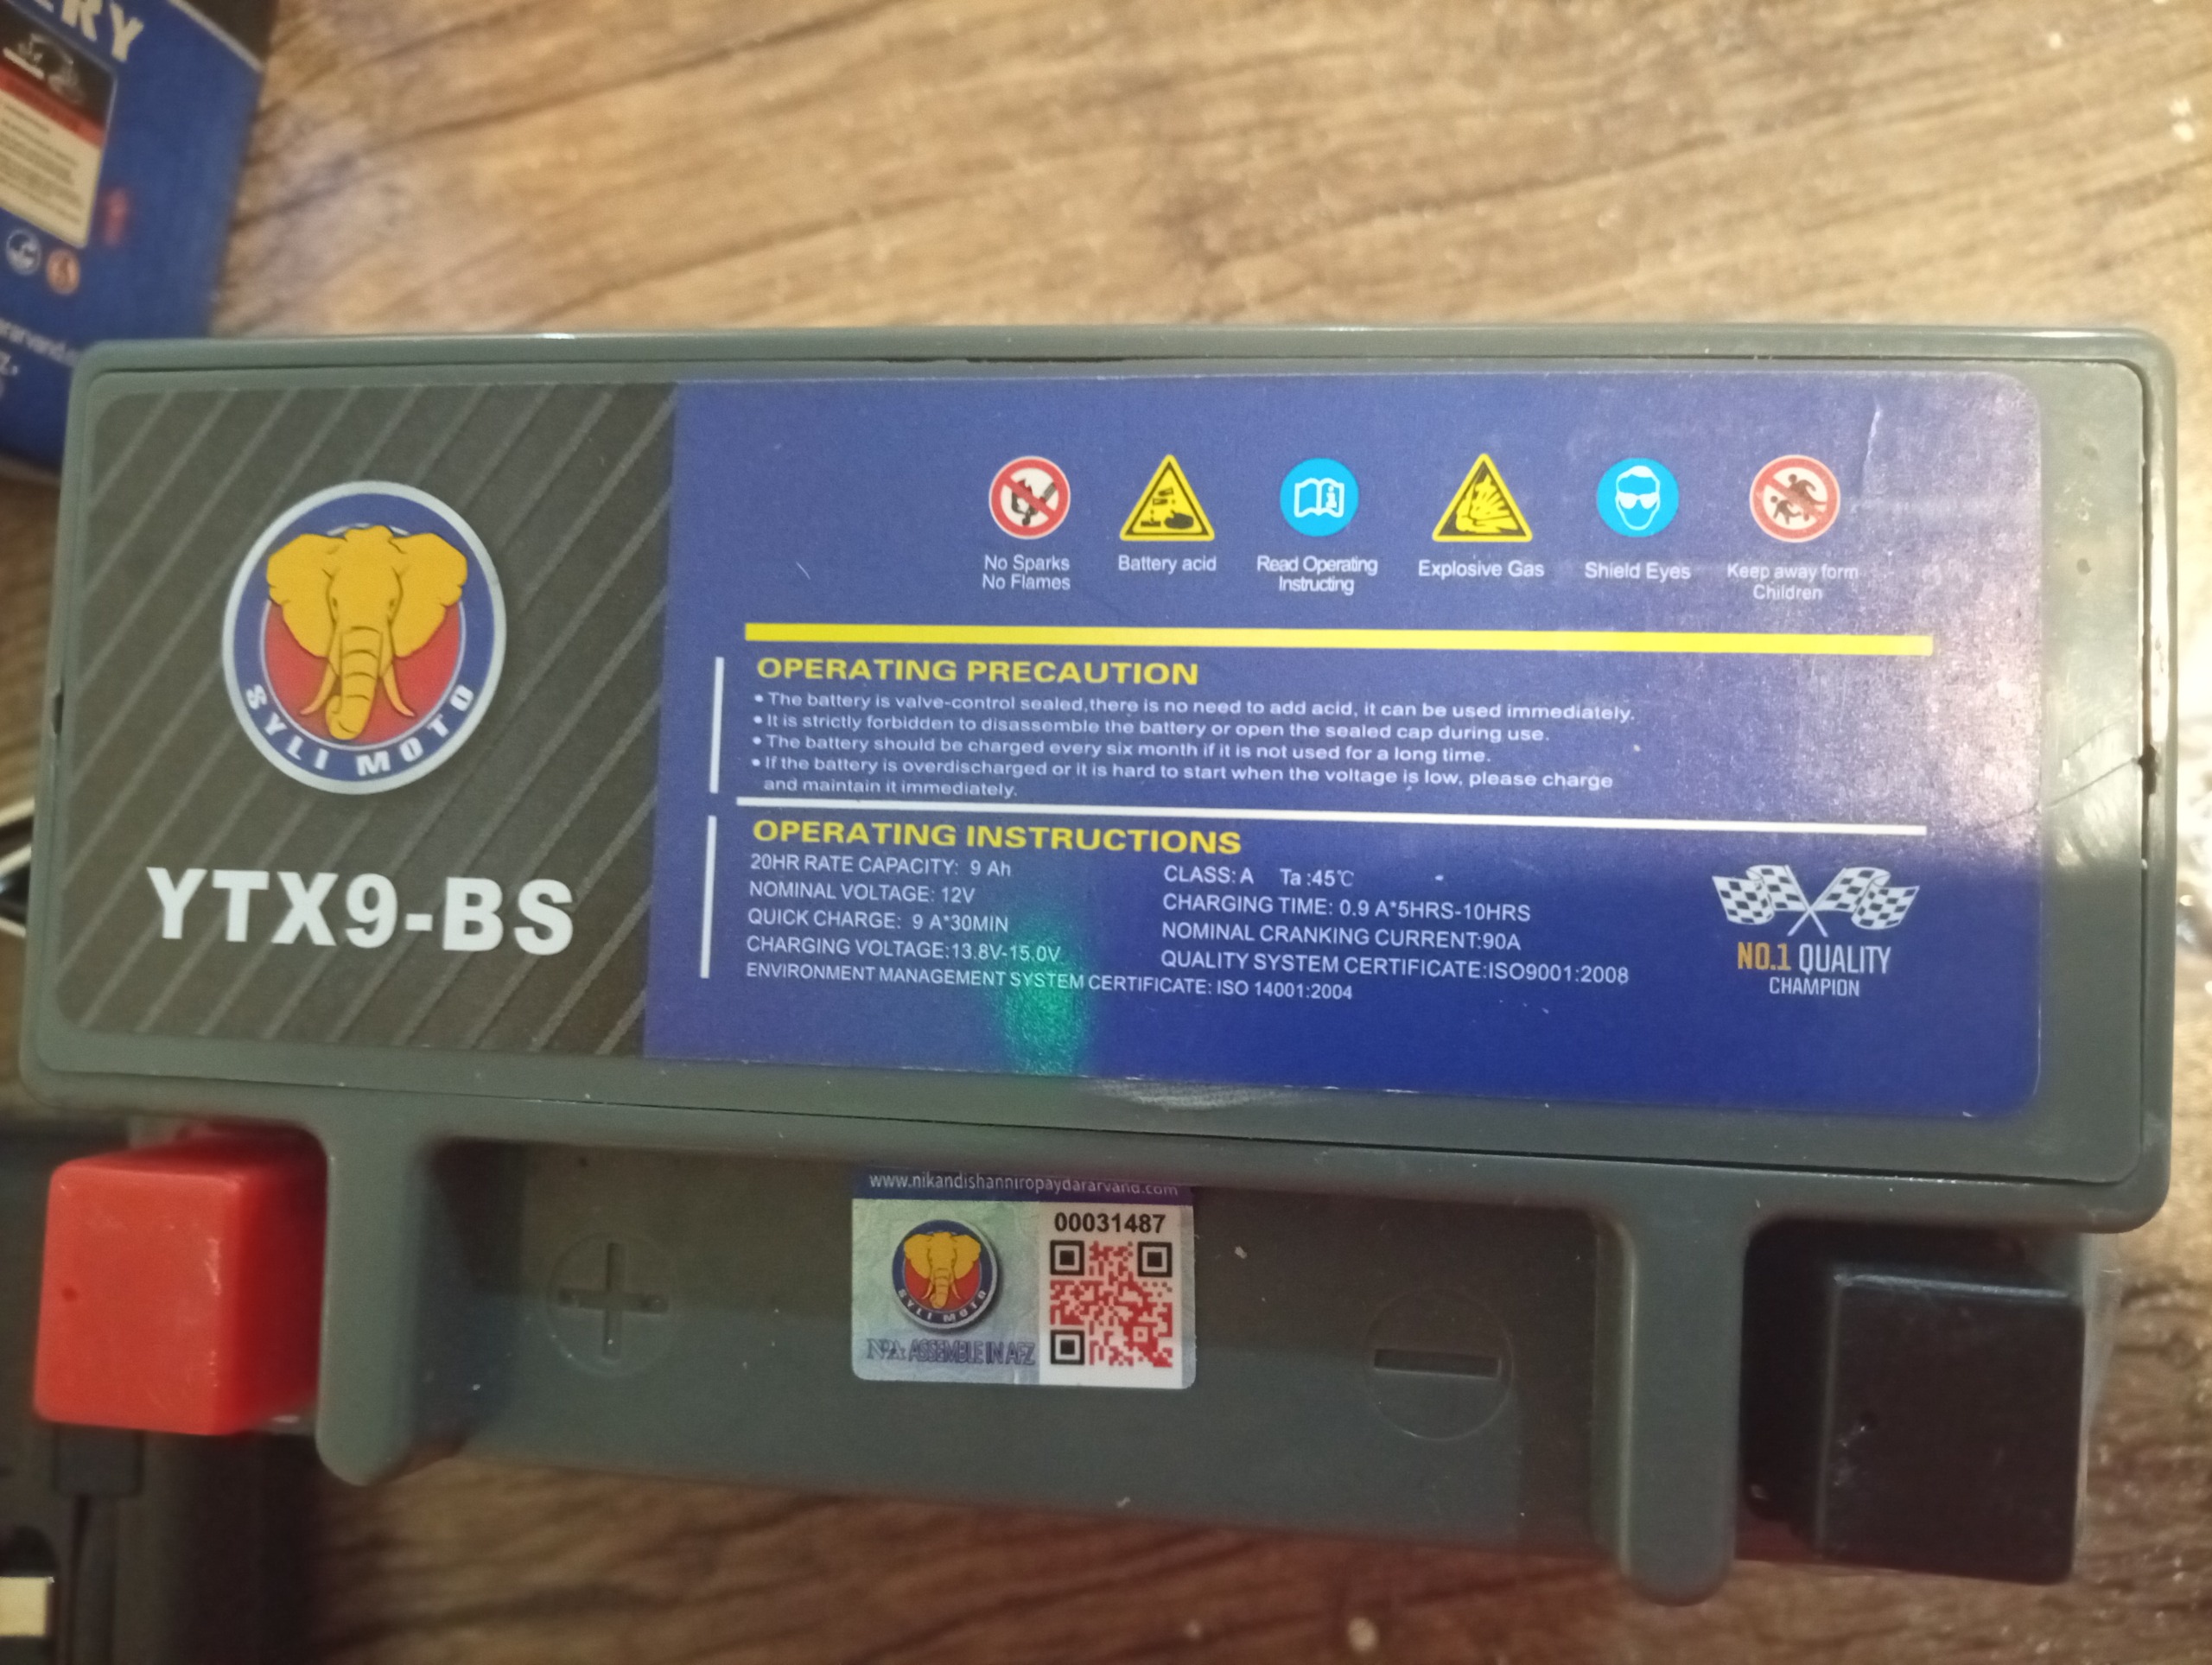 ERY
SYLI MOTO
YTX9-BS
No Sparks
No Flames
Battery acid
Read Operating
Instructing
Explosive Gas
Shield Eyes
Keep away form
Children
OPERATING PRECAUTION
• The battery is valve-control sealed,there is no need to add acid, it can be used immediately.
• It is strictly forbidden to disassemble the battery or open the sealed cap during use.
• The battery should be charged every six month if it is not used for a long time.
• If the battery is overdischarged or it is hard to start when the voltage is low, please charge
and maintain it immediately.
OPERATING INSTRUCTIONS
20HR RATE CAPACITY: 9 Ah
NOMINAL VOLTAGE: 12V
QUICK CHARGE: 9 A*30MIN
CHARGING VOLTAGE:13.8V-15.0V
CLASS: A Ta :45℃
CHARGING TIME: 0.9 A*5HRS-10HRS
NOMINAL CRANKING CURRENT:90A
QUALITY SYSTEM CERTIFICATE:ISO9001:2008
ENVIRONMENT MANAGEMENT SYSTEM CERTIFICATE: ISO 14001:2004
NO.1 QUALITY
CHAMPION
www.nikandishanniropaydararvand.com
00031487
SYLI MOTO
ASSEMBLE IN AFZ